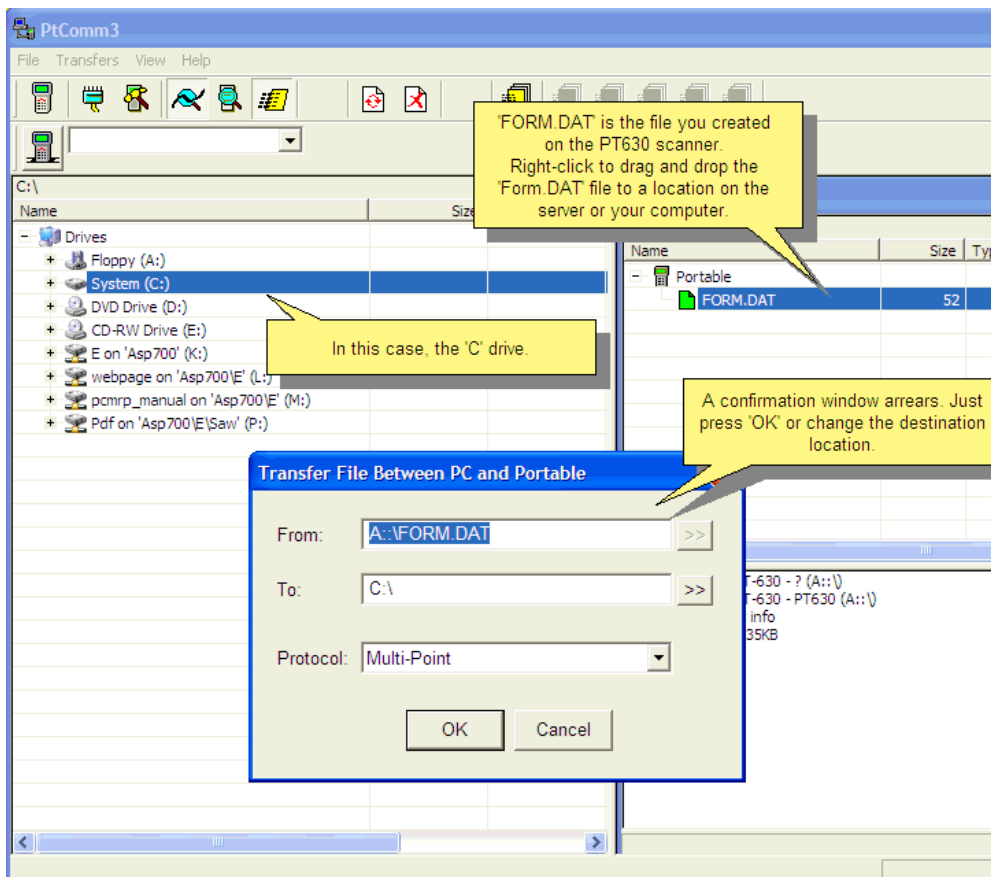 PtComm3
File Transfers View Help
'FORM.DAT' is the file you created
on the PT630 scanner.
Right-click to drag and drop the
'Form.DAT' file to a location on the
server or your computer.
C:\
Name Size
Drives
Floppy (A:)
System (C:)
DVD Drive (D:)
CD-RW Drive (E:)
E on 'Asp700' (K:)
webpage on 'Asp700\E' (L:)
pcmrp_manual on 'Asp700\E' (M:)
Pdf on 'Asp700\E\Saw' (P:)
In this case, the 'C' drive.
Name Size Typ
Portable
FORM.DAT 52
A confirmation window arrears. Just
press 'OK' or change the destination
location.
Transfer File Between PC and Portable
From: A::\FORM.DAT >>
To: C:\ >>
Protocol: Multi-Point
OK Cancel
T-630 - ? (A::\)
T-630 - PT630 (A::\)
info
35KB